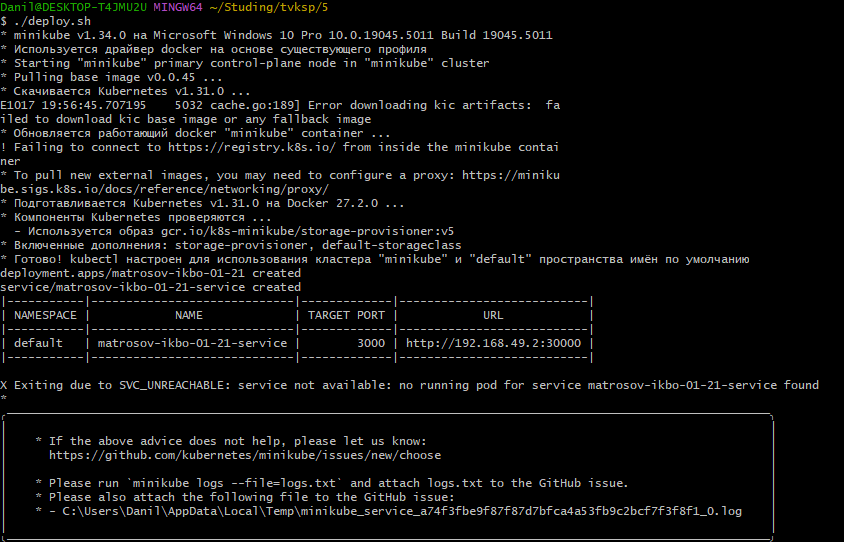 Danil@DESKTOP-T4JMU2U MINGW64 ~/Studing/tvksp/5
$ ./deploy.sh
* minikube v1.34.0 на Microsoft Windows 10 Pro 10.0.19045.5011 Build 19045.5011
* Используется драйвер docker на основе существующего профиля
* Starting "minikube" primary control-plane node in "minikube" cluster
* Pulling base image v0.0.45 ...
* Скачивается Kubernetes v1.31.0 ...
E1017 19:56:45.707195    5032 cache.go:189] Error downloading kic artifacts:  fa
iled to download kic base image or any fallback image
* Обновляется работающий docker "minikube" container ...
! Failing to connect to https://registry.k8s.io/ from inside the minikube contai
ner
* To pull new external images, you may need to configure a proxy: https://miniku
be.sigs.k8s.io/docs/reference/networking/proxy/
* Подготавливается Kubernetes v1.31.0 на Docker 27.2.0 ...
* Компоненты Kubernetes проверяются ...
  - Используется образ gcr.io/k8s-minikube/storage-provisioner:v5
* Включенные дополнения: storage-provisioner, default-storageclass
* Готово! kubectl настроен для использования кластера "minikube" и "default" пространства имён по умолчанию
deployment.apps/matrosov-ikbo-01-21 created
service/matrosov-ikbo-01-21-service created
|-----------|-----------------------------|-------------|---------------------------|
| NAMESPACE |            NAME             | TARGET PORT |            URL            |
|-----------|-----------------------------|-------------|---------------------------|
| default   | matrosov-ikbo-01-21-service |        3000 | http://192.168.49.2:30000 |
|-----------|-----------------------------|-------------|---------------------------|
X Exiting due to SVC_UNREACHABLE: service not available: no running pod for service matrosov-ikbo-01-21-service found
*
* If the above advice does not help, please let us know:
https://github.com/kubernetes/minikube/issues/new/choose
* Please run `minikube logs --file=logs.txt` and attach logs.txt to the GitHub issue.
* Please also attach the following file to the GitHub issue:
* - C:\Users\Danil\AppData\Local\Temp\minikube_service_a74f3fbe9f87f87d7bfca4a53fb9c2bcf7f3f8f1_0.log